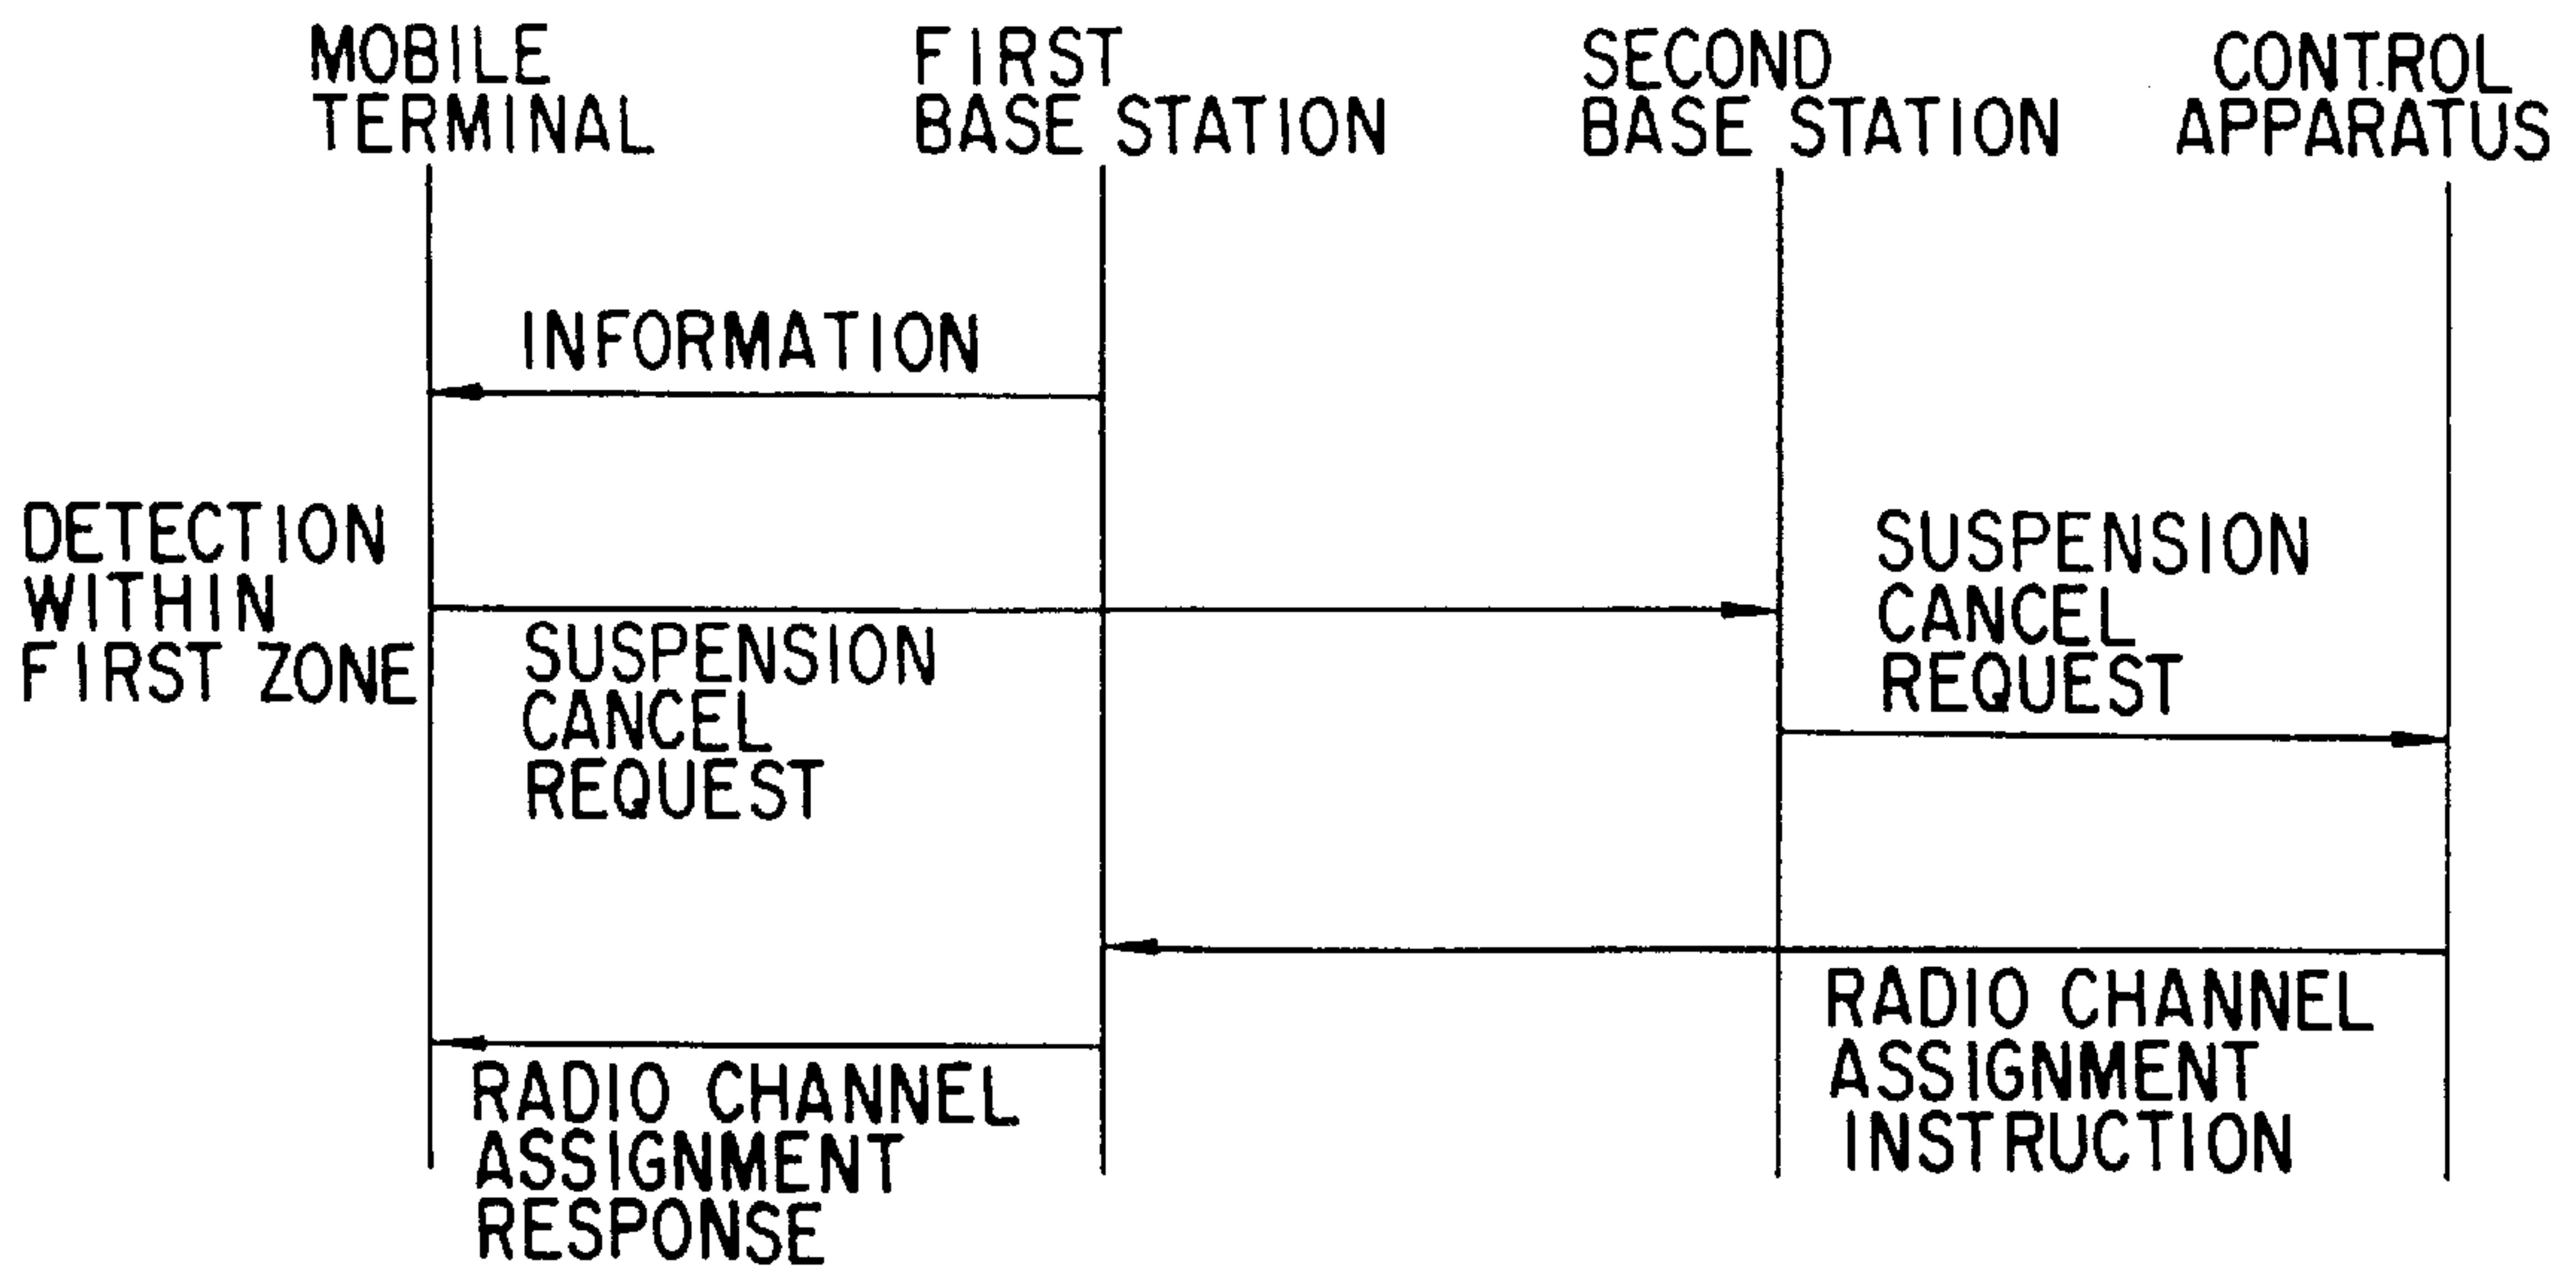 MOBILE
TERMINAL
FIRST
BASE STATION
SECOND
BASE STATION
CONTROL
APPARATUS
INFORMATION
DETECTION
WITHIN
FIRST ZONE
SUSPENSION
CANCEL
REQUEST
SUSPENSION
CANCEL
REQUEST
RADIO CHANNEL
ASSIGNMENT
INSTRUCTION
RADIO CHANNEL
ASSIGNMENT
RESPONSE